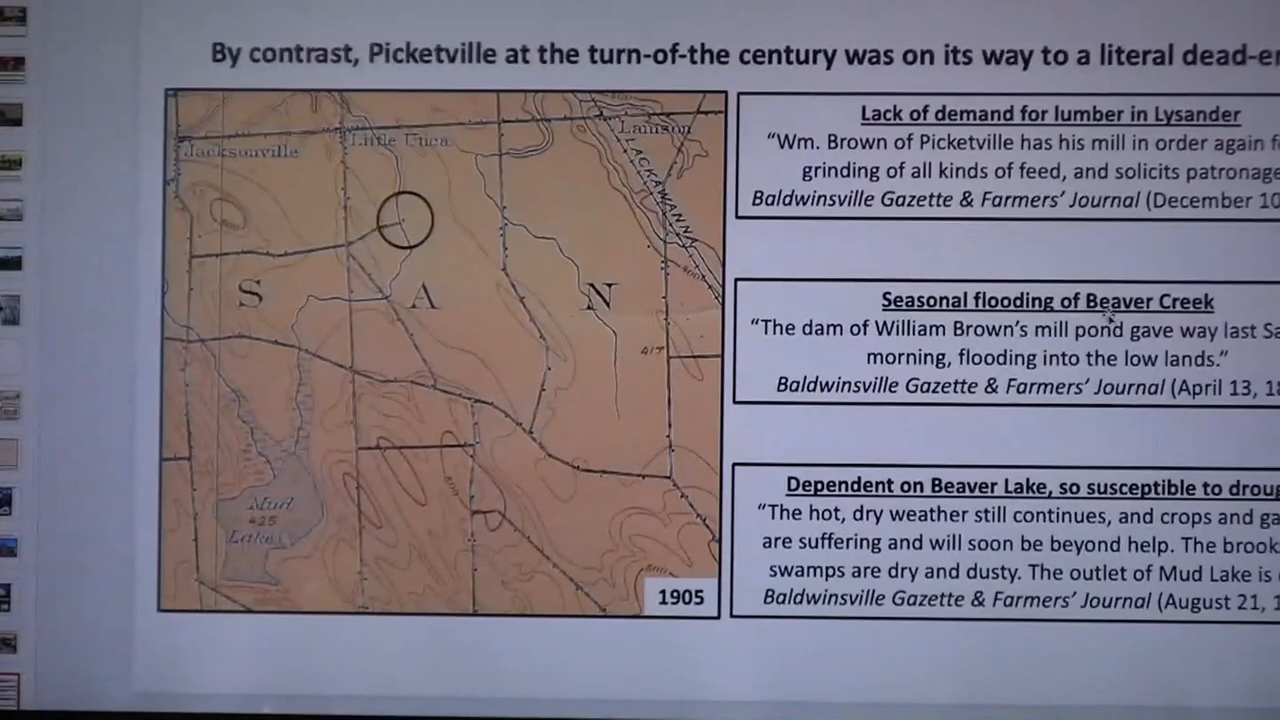 By contrast, Picketville at the turn-of-the century was on its way to a literal dead-e
Jacksonville
Little Utica
Lamson
LACKAWANNA
S A N
417
Mud
425
Lake
1905
Lack of demand for lumber in Lysander
“Wm. Brown of Picketville has his mill in order again f
grinding of all kinds of feed, and solicits patronage
Baldwinsville Gazette & Farmers’ Journal (December 10
Seasonal flooding of Beaver Creek
“The dam of William Brown’s mill pond gave way last Sa
morning, flooding into the low lands.”
Baldwinsville Gazette & Farmers’ Journal (April 13, 18
Dependent on Beaver Lake, so susceptible to drou
“The hot, dry weather still continues, and crops and ga
are suffering and will soon be beyond help. The brook
swamps are dry and dusty. The outlet of Mud Lake is
Baldwinsville Gazette & Farmers’ Journal (August 21, 1